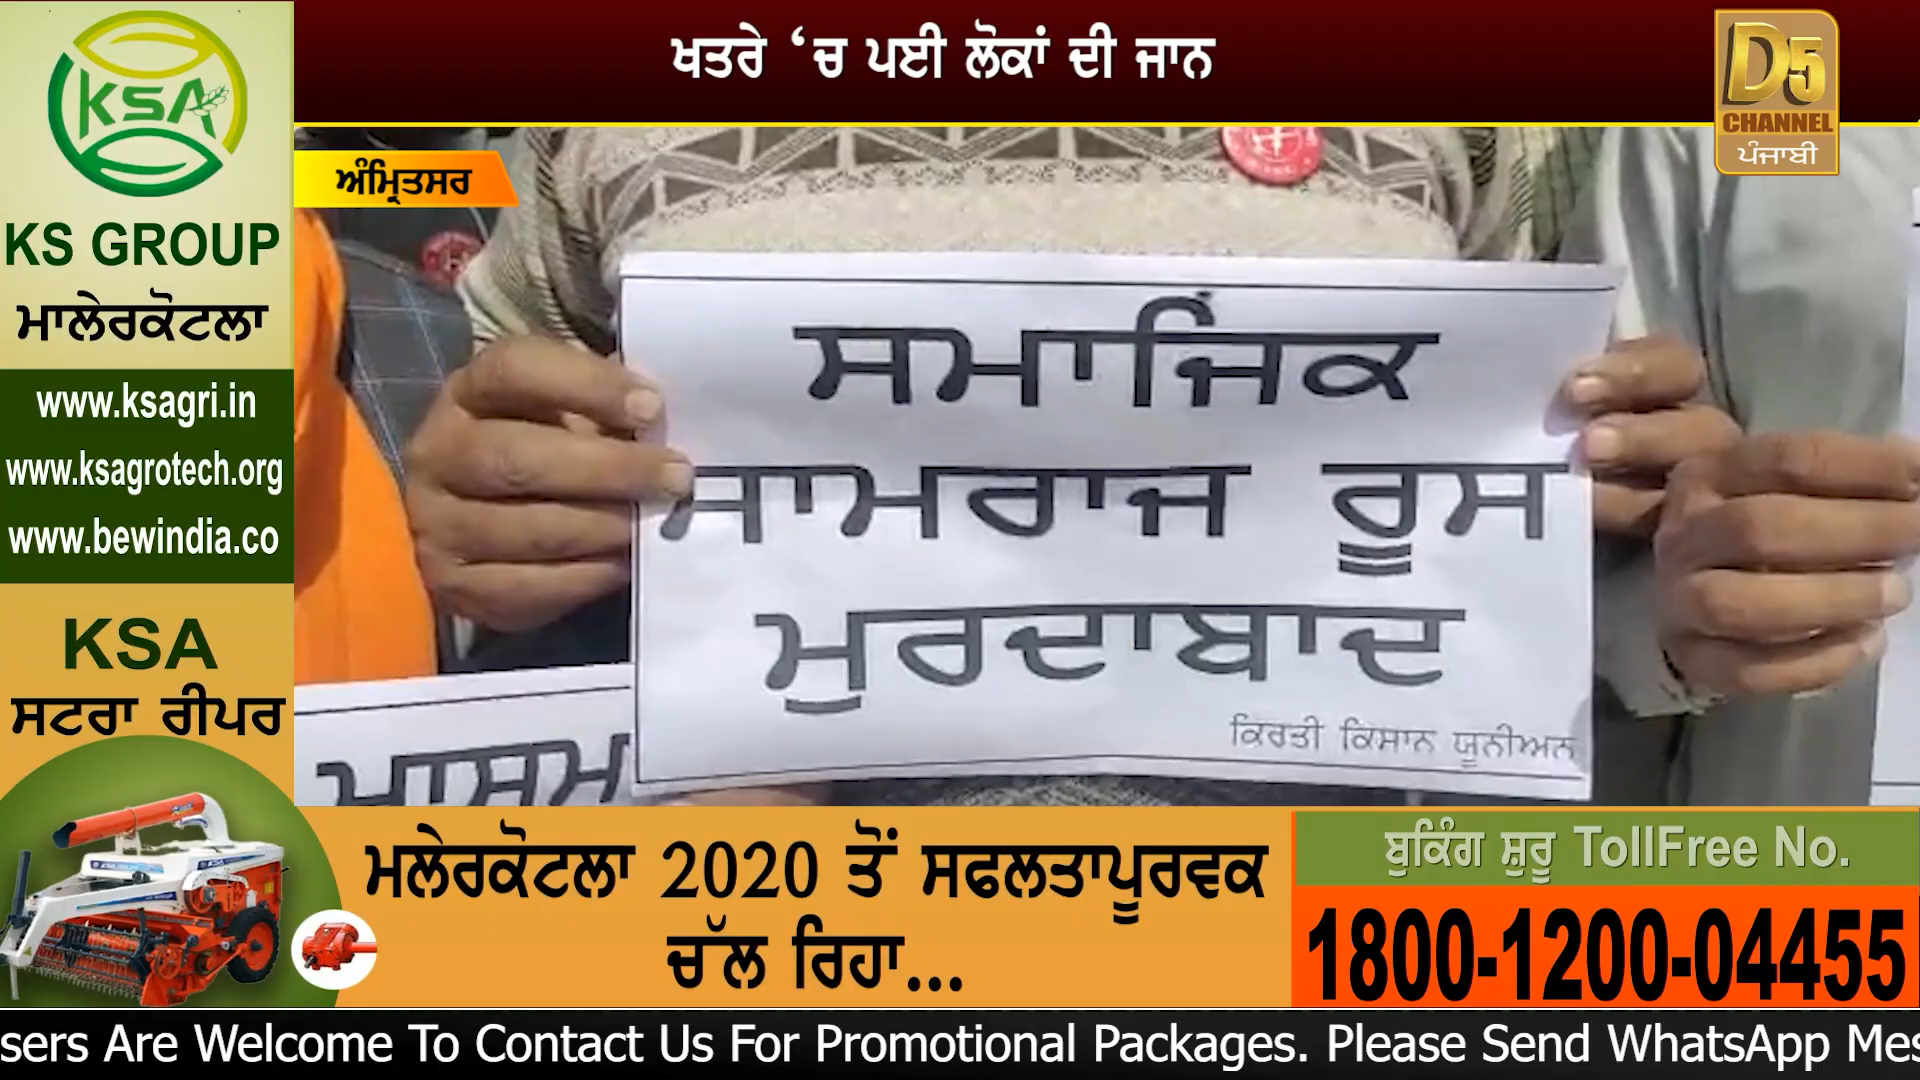 KSA
KS GROUP
ਮਾਲੇਰਕੋਟਲਾ
www.ksagri.in
www.ksagrotech.org
www.bewindia.co
KSA
ਸਟਰਾ ਰੀਪਰ
ਖਤਰੇ ‘ਚ ਪਈ ਲੋਕਾਂ ਦੀ ਜਾਨ
D5
CHANNEL
ਪੰਜਾਬੀ
ਅੰਮ੍ਰਿਤਸਰ
ਸਮਾਜਿਕ
ਸਾਮਰਾਜ ਰੂਸ
ਮੁਰਦਾਬਾਦ
ਕਿਰਤੀ ਕਿਸਾਨ ਯੂਨੀਅਨ
ਮਲੇਰਕੋਟਲਾ 2020 ਤੋਂ ਸਫਲਤਾਪੂਰਵਕ
ਚੱਲ ਰਿਹਾ...
ਬੁਕਿੰਗ ਸ਼ੁਰੂ TollFree No.
1800-1200-04455
sers Are Welcome To Contact Us For Promotional Packages. Please Send WhatsApp Mes